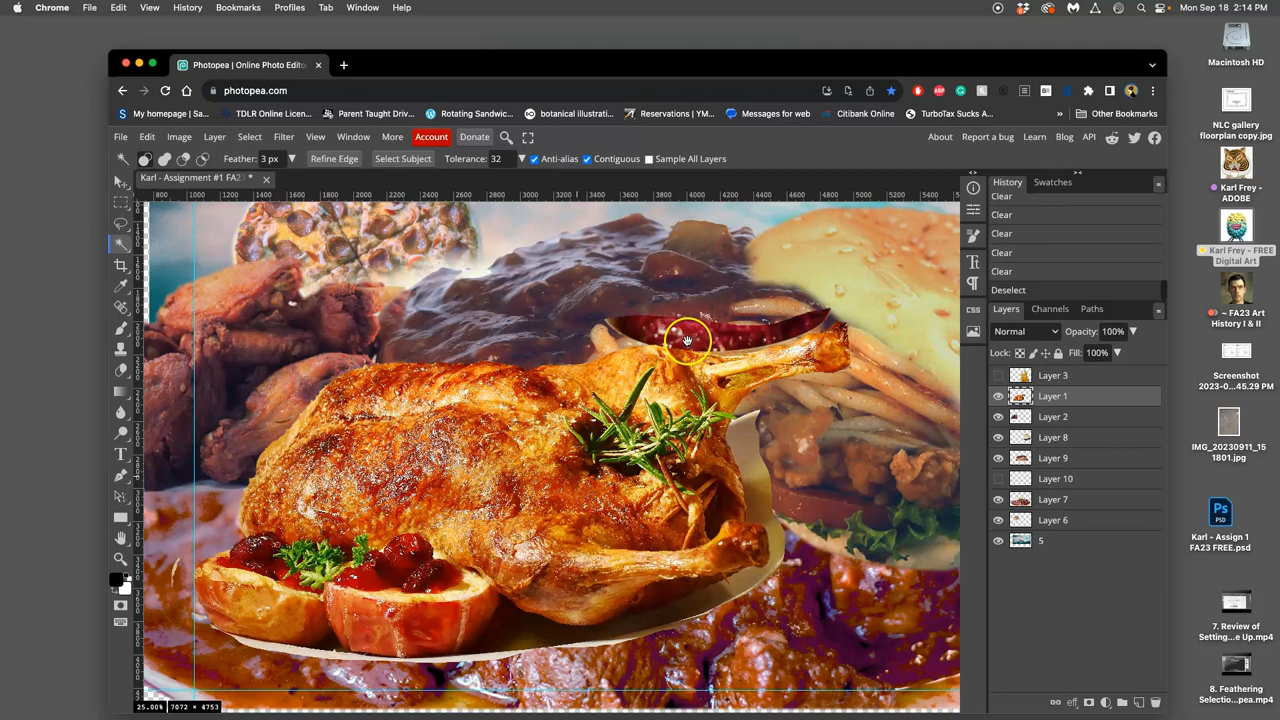 Chrome File Edit View History Bookmarks Profiles Tab Window Help Mon Sep 18 2:14 PM
Photopea | Online Photo Edito
photopea.com
My homepage | Sa... TDLR Online Licen... Parent Taught Driv... Rotating Sandwic... botanical illustrati... Reservations | YM... Messages for web Citibank Online TurboTax Sucks A... » Other Bookmarks
File Edit Image Layer Select Filter View Window More Account Donate About Report a bug Learn Blog API
Feather: 3 px Refine Edge Select Subject Tolerance: 32 Anti-alias Contiguous Sample All Layers
Karl - Assignment #1 FA23 *
800 1000 1200 1400 1600 1800 2000 2200 2400 2600 2800 3000 3200 3400 3600 3800 4000 4200 4400 4600 4800 5000 5200 5400 5600
History Swatches
Clear
Clear
Clear
Clear
Clear
Deselect
Layers Channels Paths
Normal Opacity: 100%
Lock: Fill: 100%
Layer 3
Layer 1
Layer 2
Layer 8
Layer 9
Layer 10
Layer 7
Layer 6
5
CSS
eff
25.00% 7072 × 4753
Macintosh HD
NLC gallery
floorplan copy.jpg
Karl Frey -
ADOBE
Karl Frey - FREE
Digital Art
~ FA23 Art
History I & II
Screenshot
2023-0...45.29 PM
IMG_20230911_15
1801.jpg
Ps
PSD
Karl - Assign 1
FA23 FREE.psd
7. Review of
Setting...e Up.mp4
8. Feathering
Selectio...pea.mp4